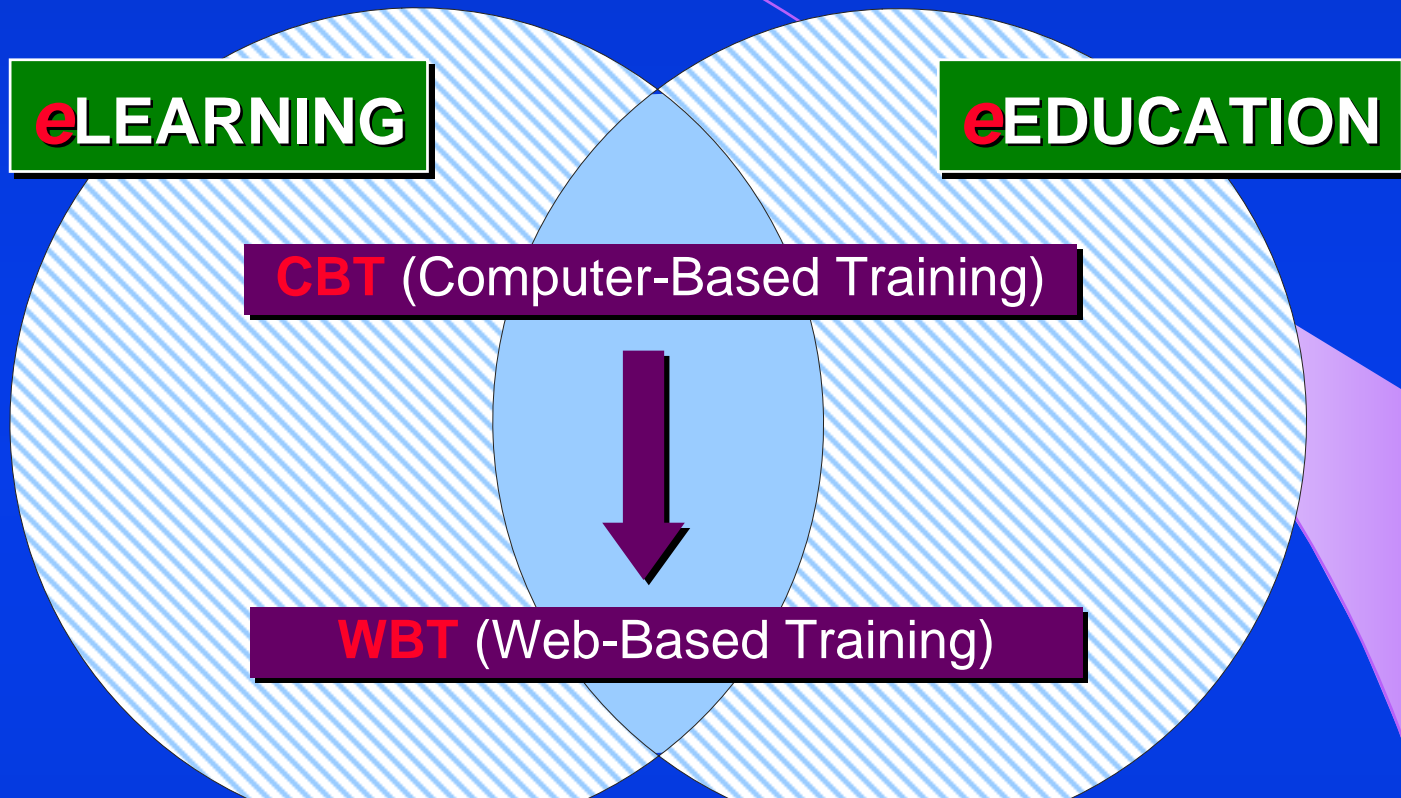 eLEARNING
eEDUCATION
CBT (Computer-Based Training)
WBT (Web-Based Training)